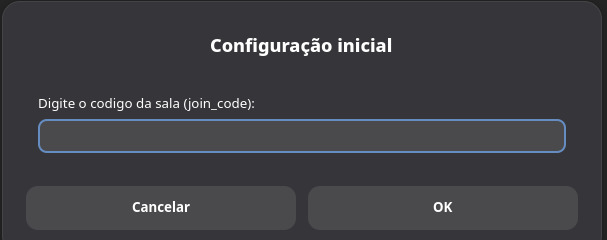 Configuração inicial
Digite o codigo da sala (join_code):
Cancelar
OK